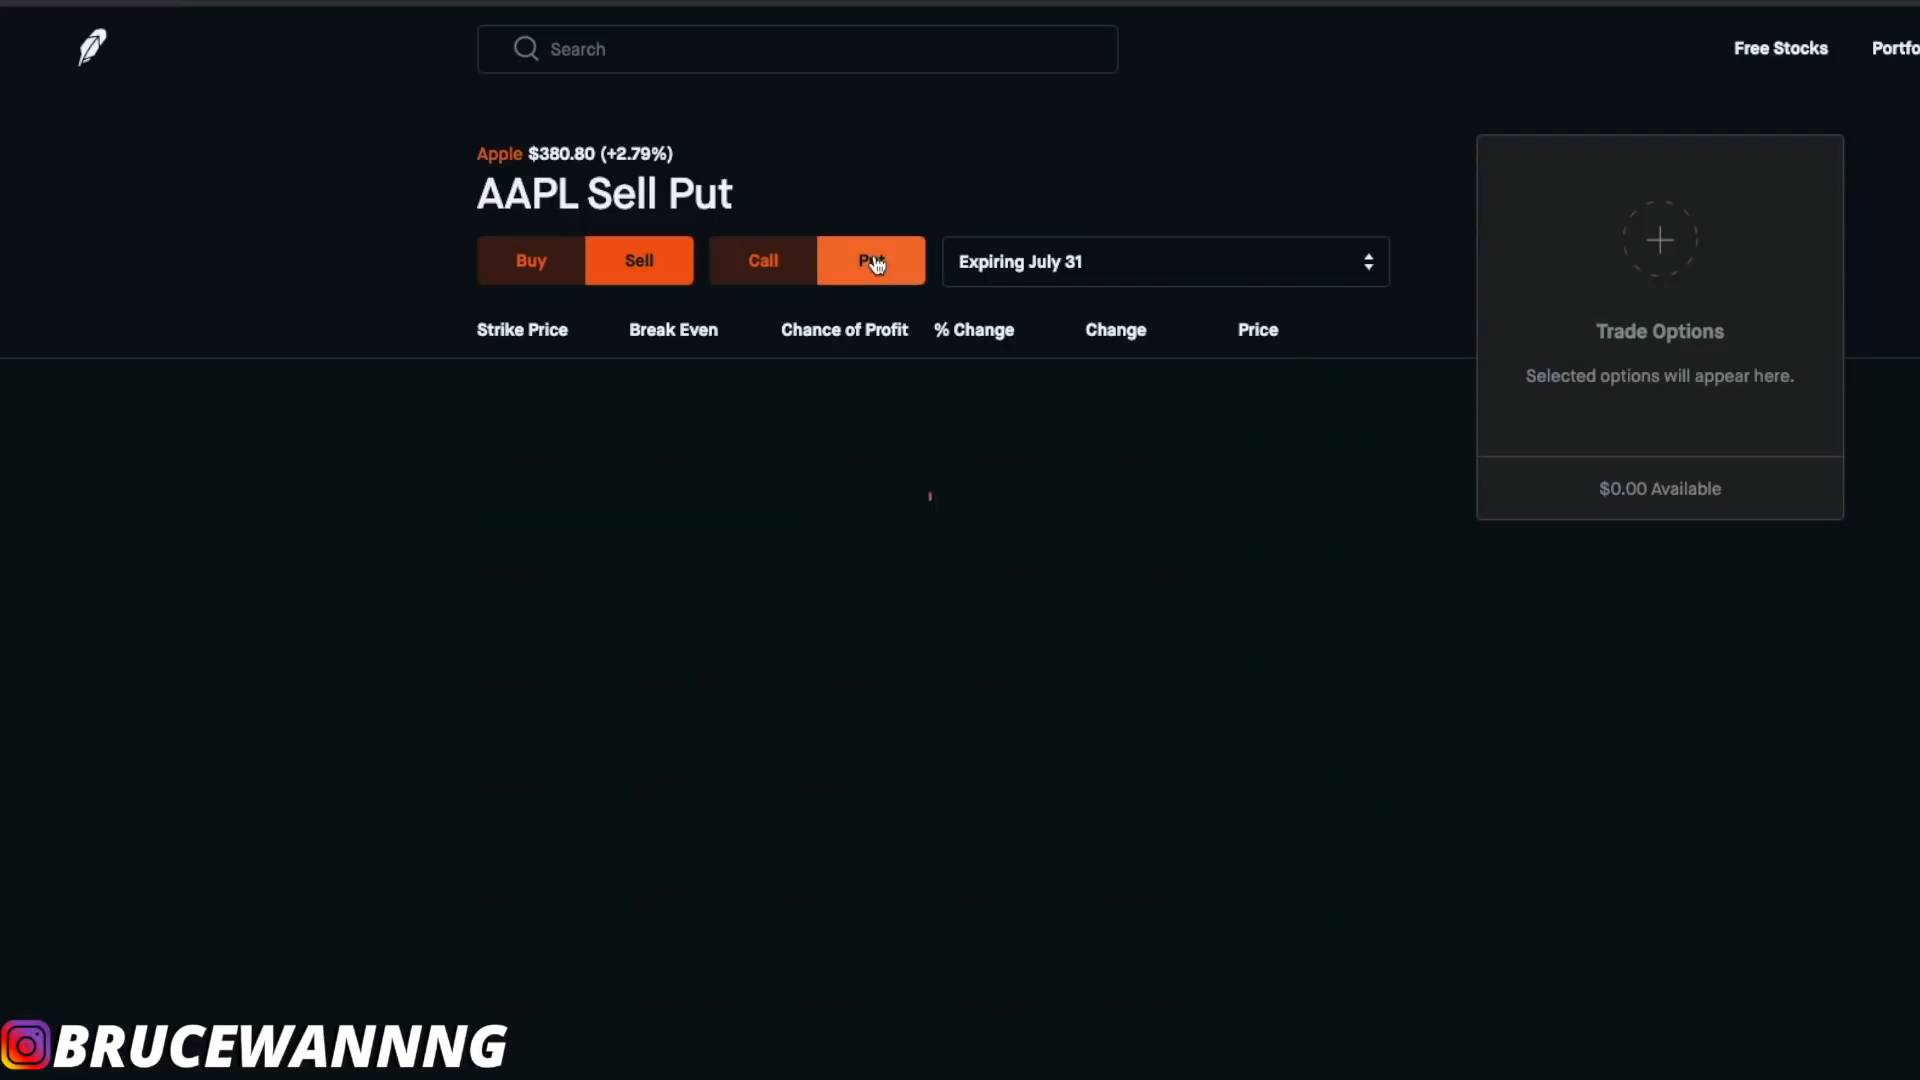 Search
Free Stocks
Portfo
Apple $380.80 (+2.79%)
AAPL Sell Put
Buy
Sell
Call
Expiring July 31
Strike Price
Break Even
Chance of Profit
% Change
Change
Price
Trade Options
Selected options will appear here.
$0.00 Available
BRUCEWANNNG